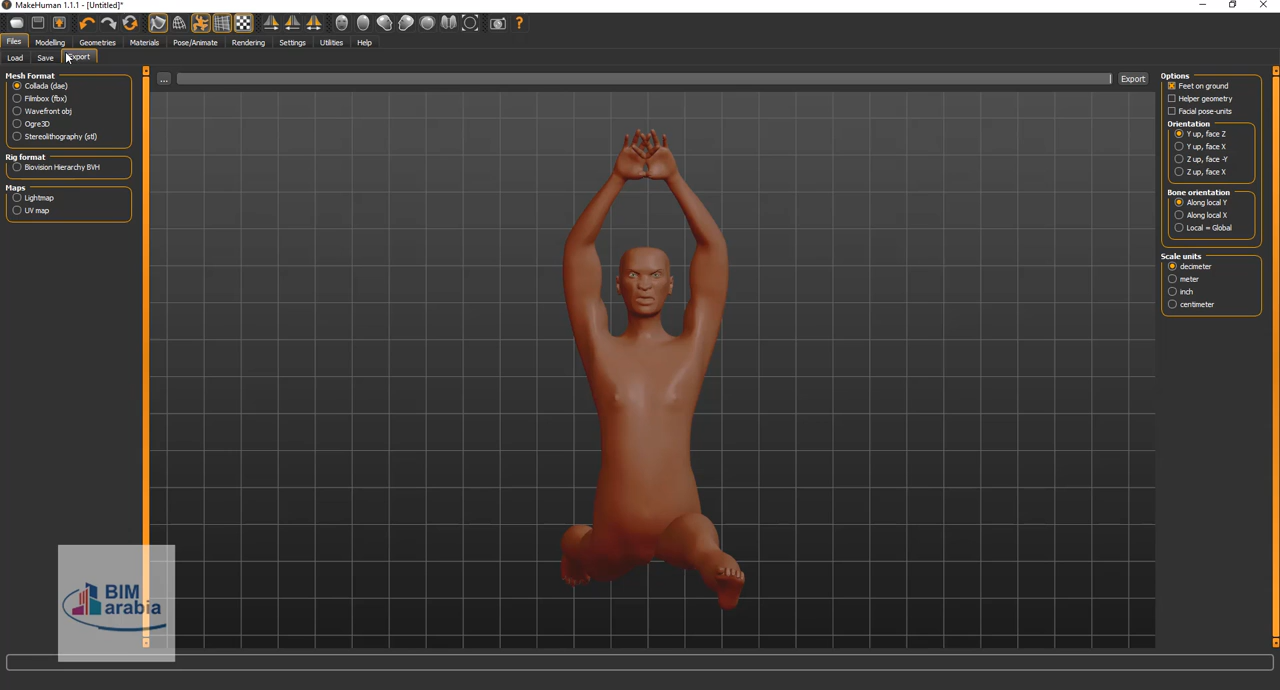 MakeHuman 1.1.1 - [Untitled]*
Files Modelling Geometries Materials Pose/Animate Rendering Settings Utilities Help
Load Save Export
Mesh Format
Collada (dae)
Filmbox (fbx)
Wavefront obj
Ogre3D
Stereolithography (stl)
Rig format
Biovision Hierarchy BVH
Maps
Lightmap
UV map
... Export
Options
Feet on ground
Helper geometry
Facial pose-units
Orientation
Y up, face Z
Y up, face X
Z up, face -Y
Z up, face X
Bone orientation
Along local Y
Along local X
Local = Global
Scale units
decimeter
meter
inch
centimeter
BIM
arabia